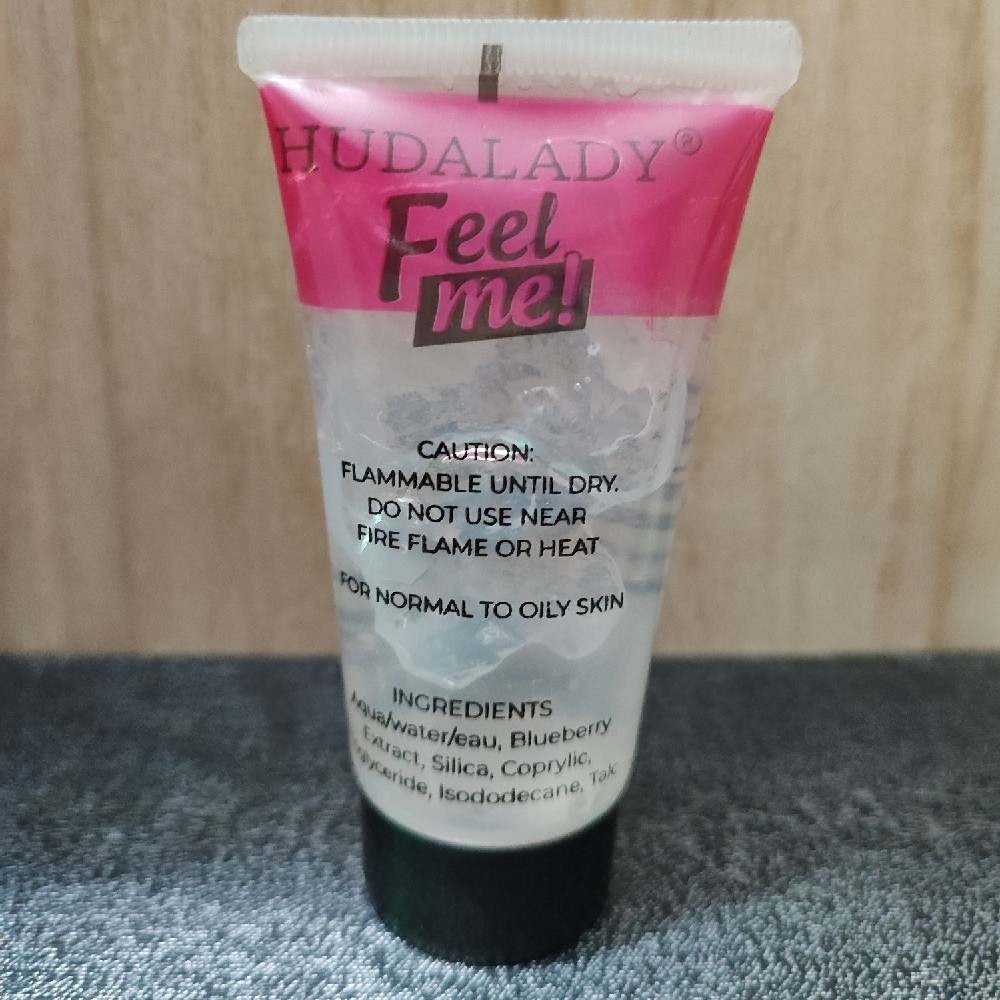 HUDALADY®
Feel
me!
CAUTION:
FLAMMABLE UNTIL DRY.
DO NOT USE NEAR
FIRE FLAME OR HEAT
FOR NORMAL TO OILY SKIN
INGREDIENTS
Aqua/water/eau, Blueberry
Extract, Silica, Coprylic,
Isododecane, Talc